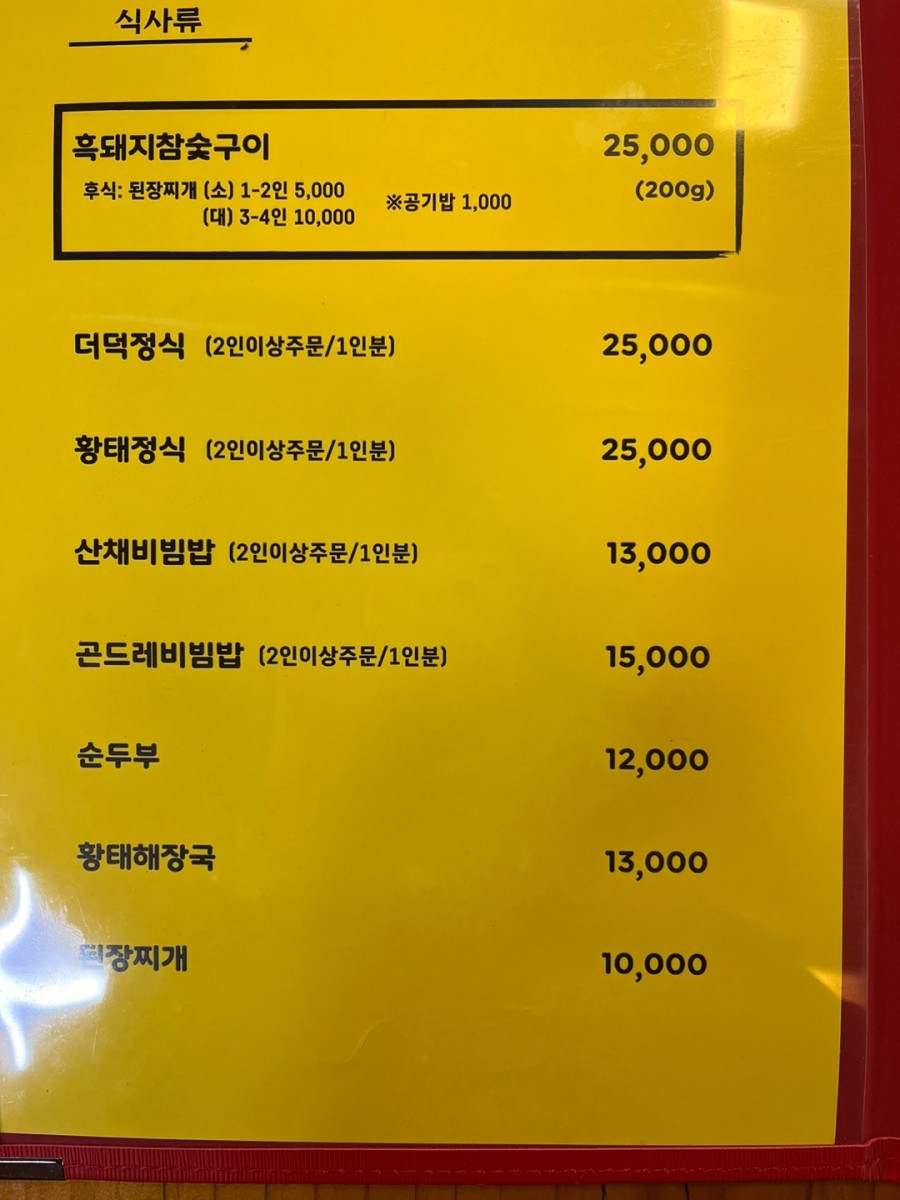 식사류
흑돼지참숯구이 25,000
후식: 된장찌개 (소) 1-2인 5,000 ※공기밥 1,000 (200g)
(대) 3-4인 10,000
더덕정식 (2인이상주문/1인분) 25,000
황태정식 (2인이상주문/1인분) 25,000
산채비빔밥 (2인이상주문/1인분) 13,000
곤드레비빔밥 (2인이상주문/1인분) 15,000
순두부 12,000
황태해장국 13,000
된장찌개 10,000